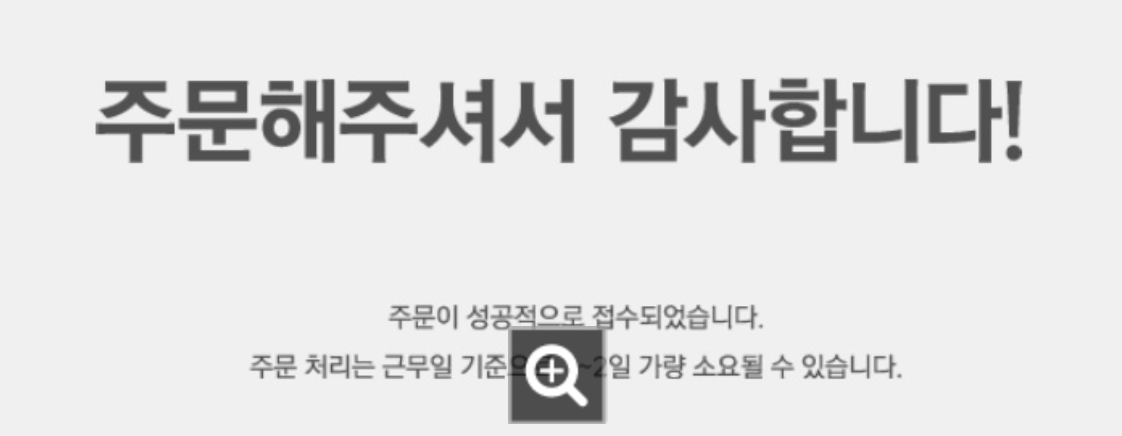 주문해주셔서 감사합니다!
주문이 성공적으로 접수되었습니다.
주문 처리는 근무일 기준 ~2일 가량 소요될 수 있습니다.